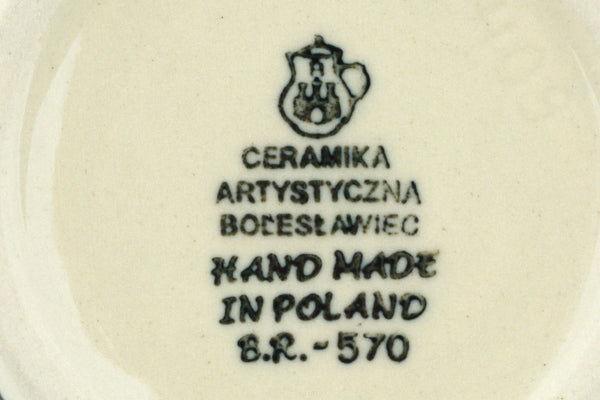 CERAMIKA
ARTYSTYCZNA
BOLESŁAWIEC
HAND MADE
IN POLAND
B.R.-570